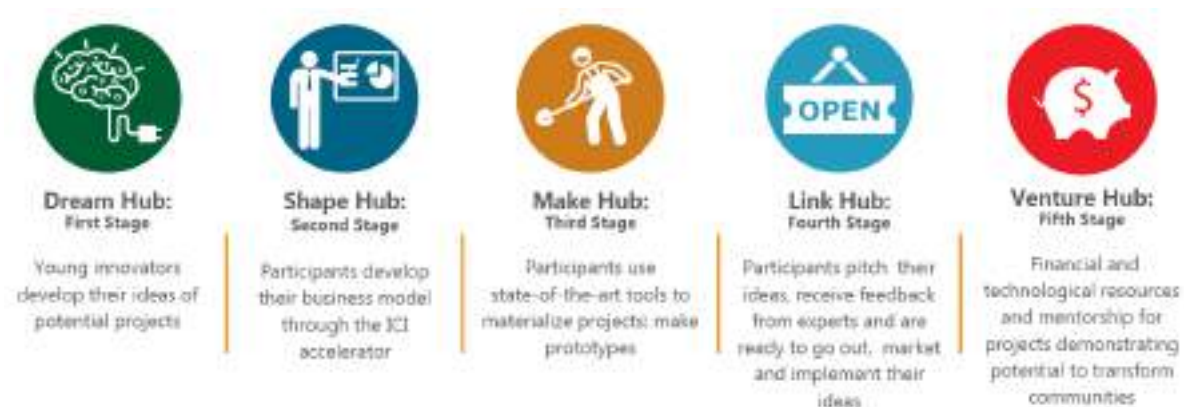 OPEN
$
Dream Hub:
First Stage
Young innovators
develop their ideas of
potential projects
Shape Hub:
Second Stage
Participants develop
their business model
through the ICI
accelerator
Make Hub:
Third Stage
Participants use
state-of-the-art tools to
materialize projects: make
prototypes
Link Hub:
Fourth Stage
Participants pitch their
ideas, receive feedback
from experts and are
ready to go out, market
and implement their
ideas
Venture Hub:
Fifth Stage
Financial and
technological resources
and mentorship for
projects demonstrating
potential to transform
communities